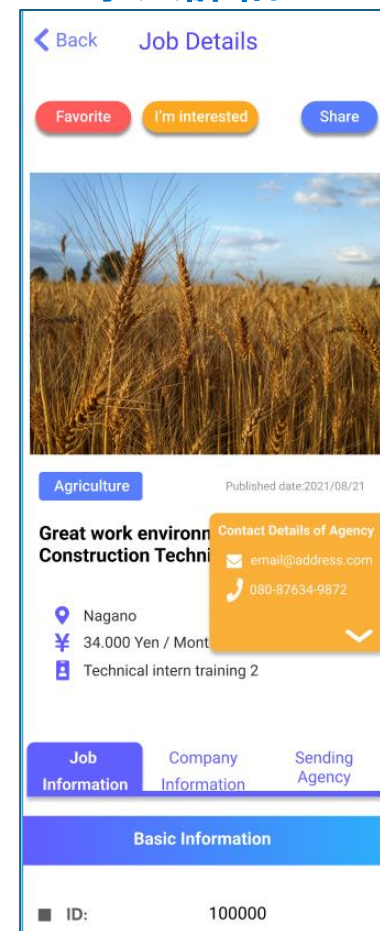 Back
Job Details
Favorite
I'm interested
Share
Agriculture
Published date:2021/08/21
Great work environn
Construction Techni
Contact Details of Agency
email@address.com
080-87634-9872
Nagano
¥ 34.000 Yen / Mont
Technical intern training 2
Job
Information
Company
Information
Sending
Agency
Basic Information
ID:
100000